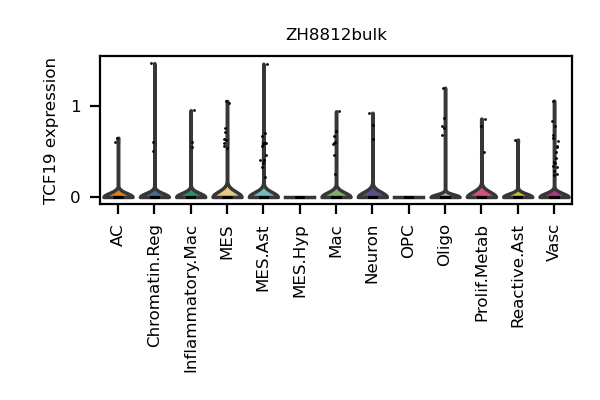 ZH8812bulk
TCF19 expression
1
0
AC
Chromatin.Reg
Inflammatory.Mac
MES
MES.Ast
MES.Hyp
Mac
Neuron
OPC
Oligo
Prolif.Metab
Reactive.Ast
Vasc